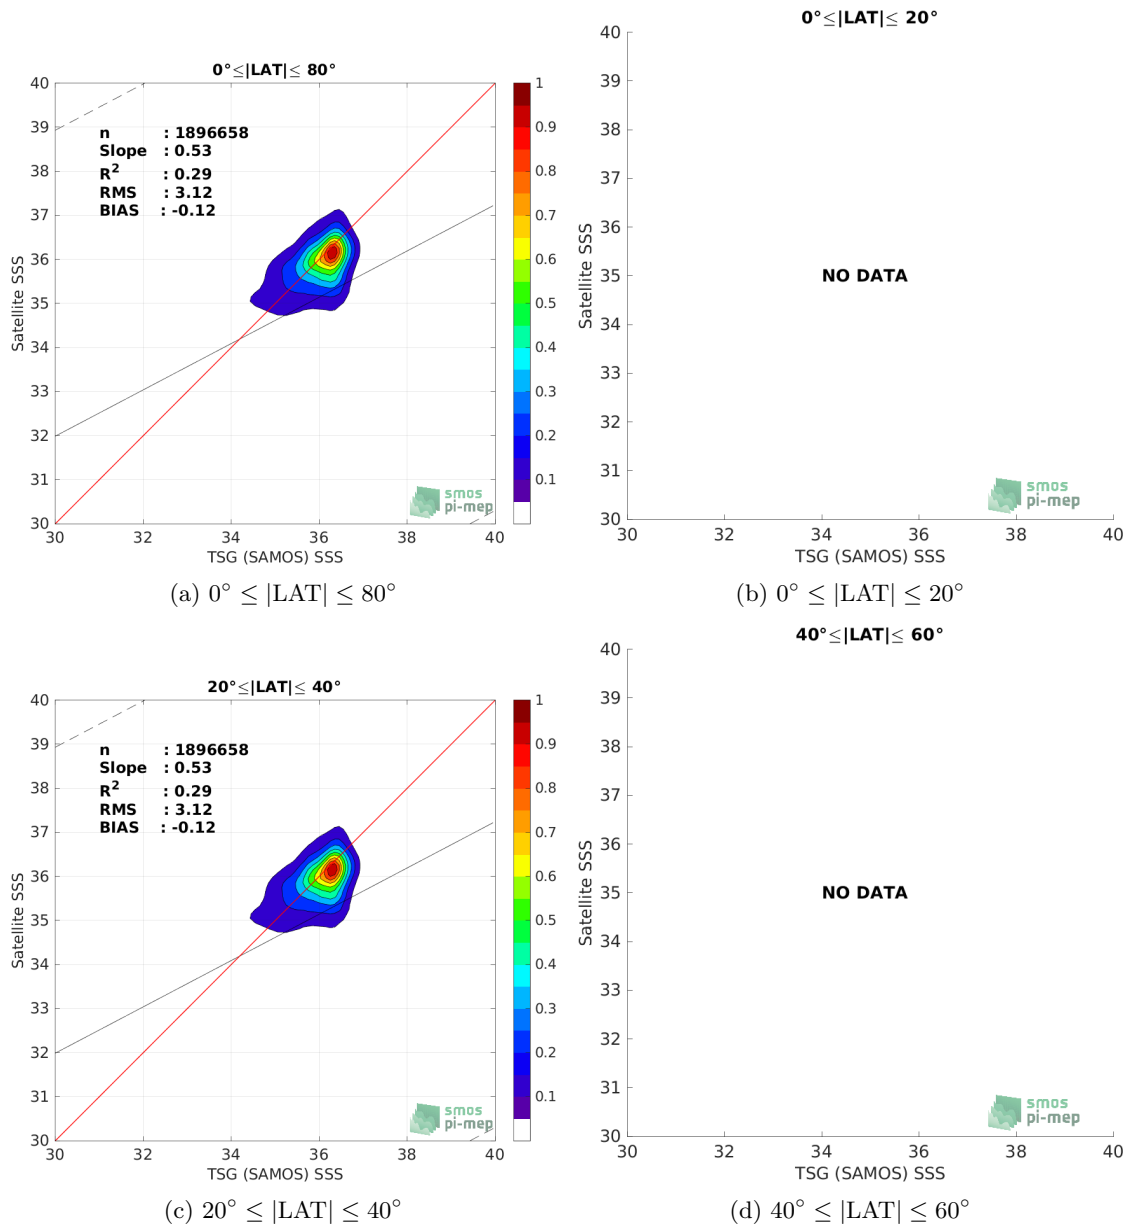 0°≤|LAT|≤ 80°
40
39
38
37
36
35
34
33
32
31
30
n : 1896658
Slope : 0.53
R² : 0.29
RMS : 3.12
BIAS : -0.12
Satellite SSS
30 32 34 36 38 40
TSG (SAMOS) SSS
1
0.9
0.8
0.7
0.6
0.5
0.4
0.3
0.2
0.1
smos
pi-mep
(a) 0° ≤ |LAT| ≤ 80°
0°≤|LAT|≤ 20°
40
39
38
37
36
35
34
33
32
31
30
Satellite SSS
NO DATA
smos
pi-mep
30 32 34 36 38 40
TSG (SAMOS) SSS
(b) 0° ≤ |LAT| ≤ 20°
20°≤|LAT|≤ 40°
40
39
38
37
36
35
34
33
32
31
30
n : 1896658
Slope : 0.53
R² : 0.29
RMS : 3.12
BIAS : -0.12
Satellite SSS
30 32 34 36 38 40
TSG (SAMOS) SSS
1
0.9
0.8
0.7
0.6
0.5
0.4
0.3
0.2
0.1
smos
pi-mep
(c) 20° ≤ |LAT| ≤ 40°
40°≤|LAT|≤ 60°
40
39
38
37
36
35
34
33
32
31
30
Satellite SSS
NO DATA
smos
pi-mep
30 32 34 36 38 40
TSG (SAMOS) SSS
(d) 40° ≤ |LAT| ≤ 60°